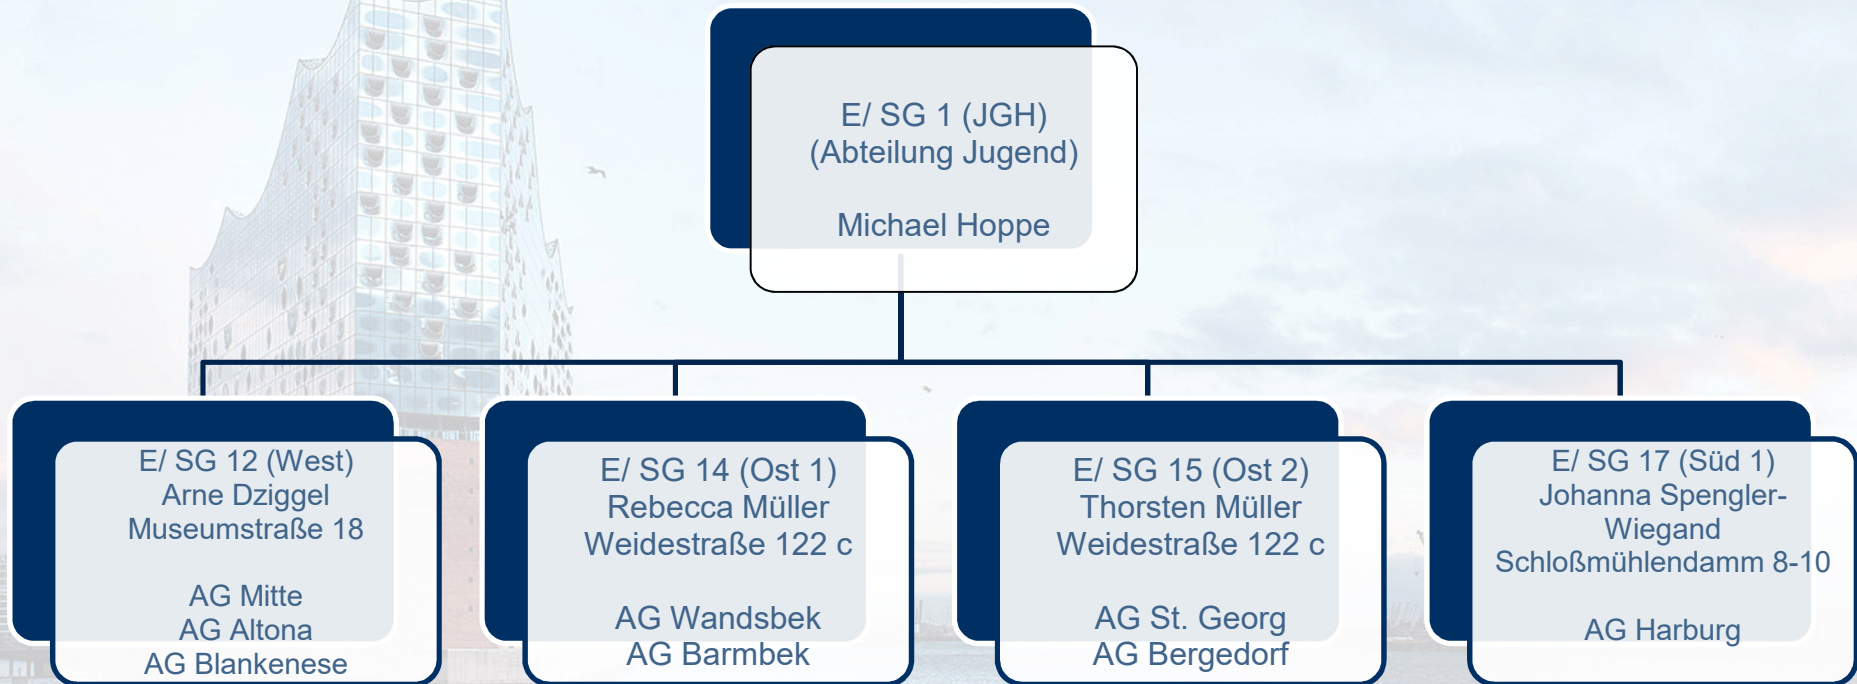 E/ SG 1 (JGH)
(Abteilung Jugend)
Michael Hoppe
E/ SG 12 (West)
Arne Dziggel
Museumstraße 18
AG Mitte
AG Altona
AG Blankenese
E/ SG 14 (Ost 1)
Rebecca Müller
Weidestraße 122 c
AG Wandsbek
AG Barmbek
E/ SG 15 (Ost 2)
Thorsten Müller
Weidestraße 122 c
AG St. Georg
AG Bergedorf
E/ SG 17 (Süd 1)
Johanna Spengler-
Wiegand
Schloßmühlendamm 8-10
AG Harburg